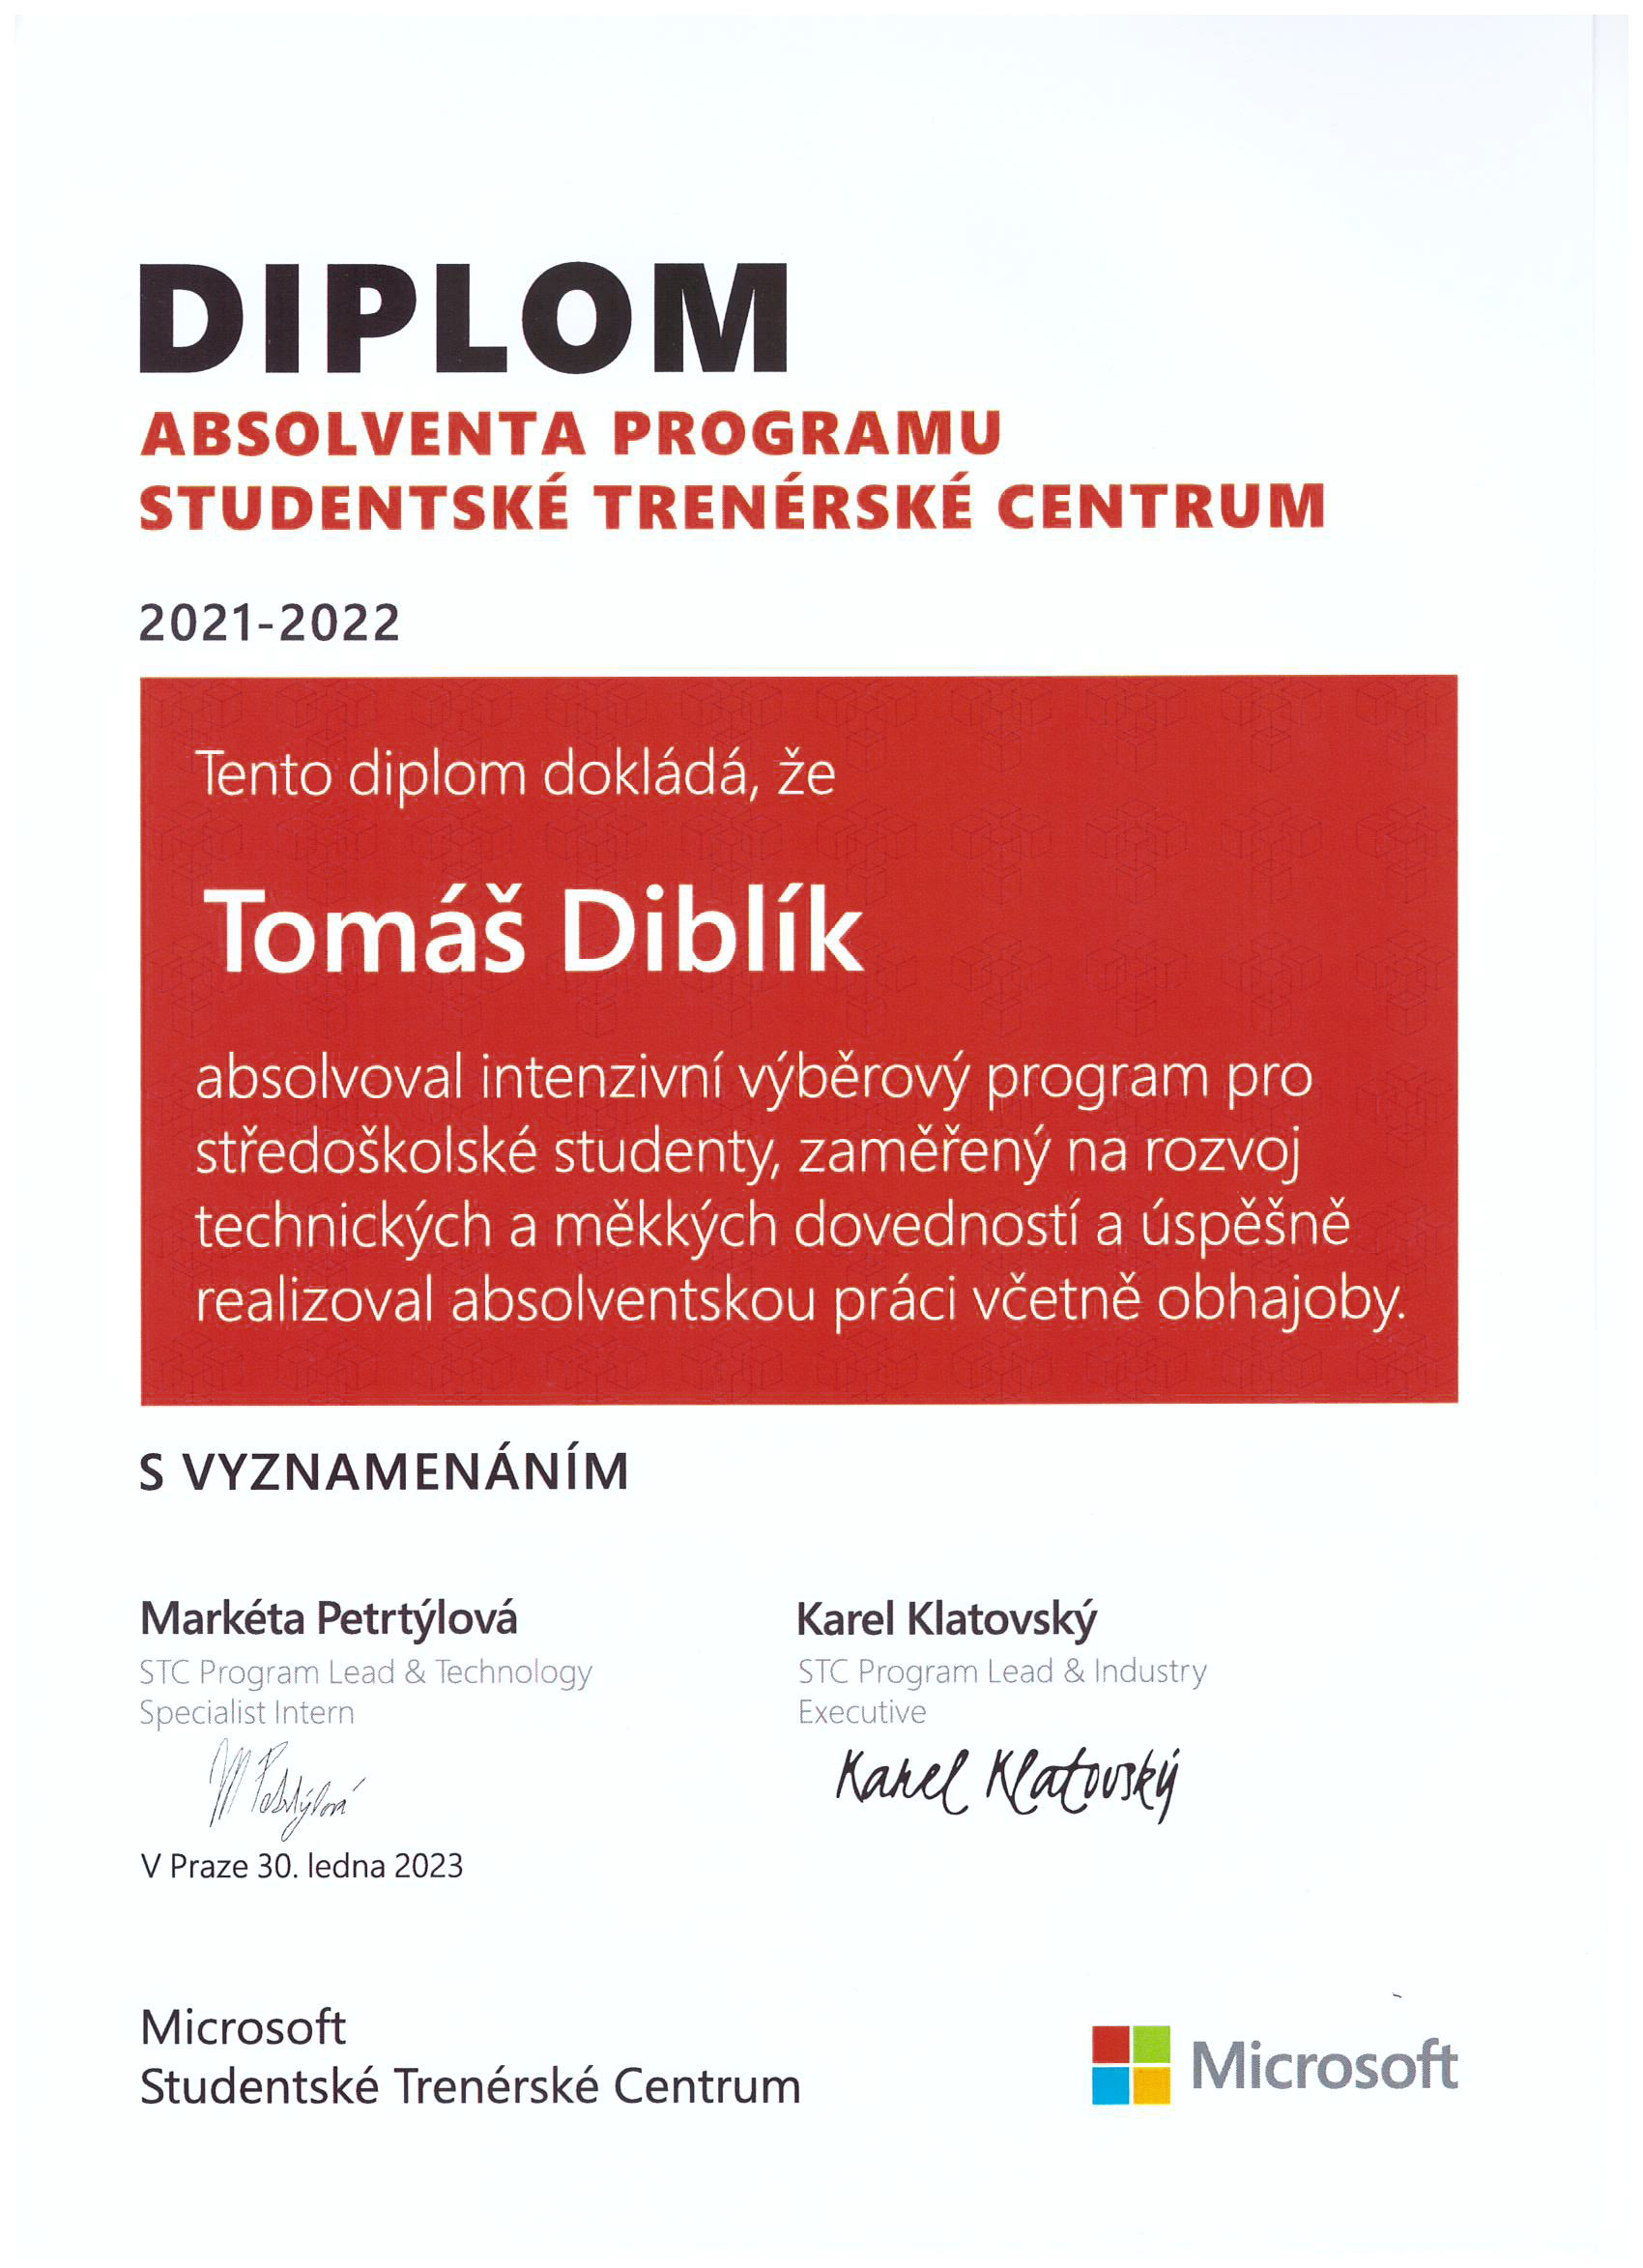 DIPLOM
ABSOLVENTA PROGRAMU
STUDENTSKÉ TRENÉRSKÉ CENTRUM
2021-2022
Tento diplom dokládá, že
Tomáš Diblík
absolvoval intenzivní výběrový program pro
středoškolské studenty, zaměřený na rozvoj
technických a měkkých dovedností a úspěšně
realizoval absolventskou práci včetně obhajoby.
S VYZNAMENÁNÍM
Markéta Petrtýlová
STC Program Lead & Technology
Specialist Intern
M Petrtýlová
Karel Klatovský
STC Program Lead & Industry
Executive
Karel Klatovský
V Praze 30. ledna 2023
Microsoft
Studentské Trenérské Centrum
Microsoft